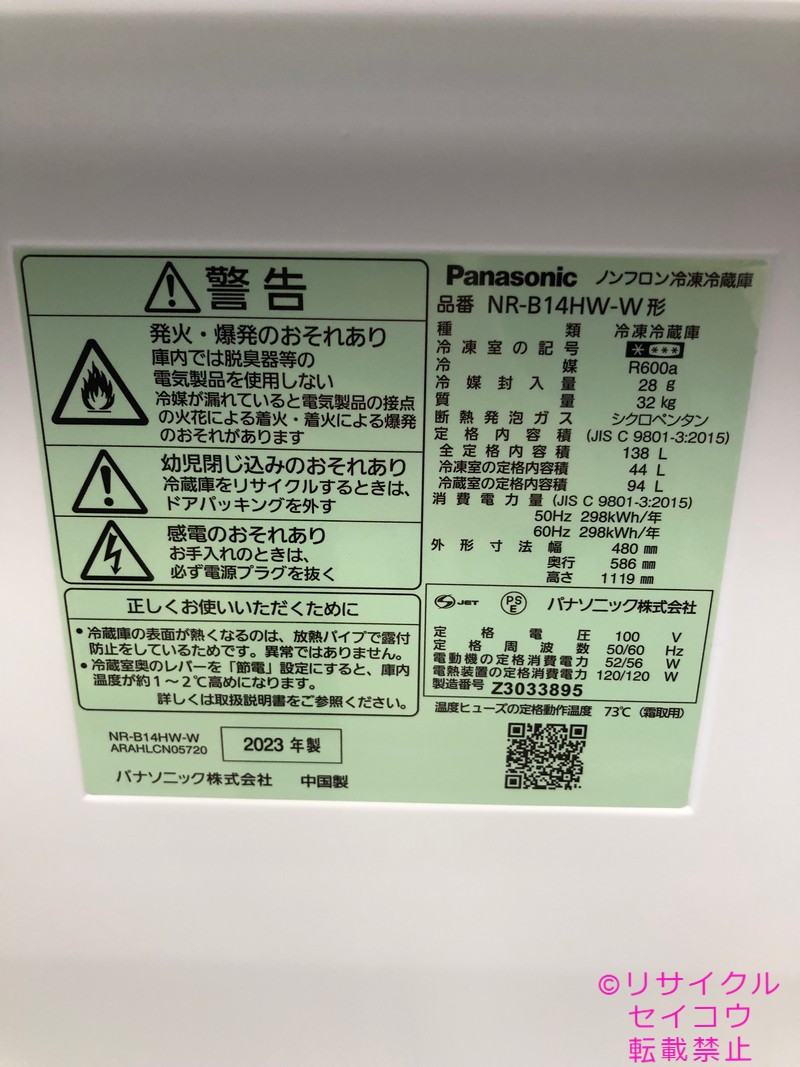 警告
発火・爆発のおそれあり
庫内では脱臭器等の
電気製品を使用しない
冷媒が漏れていると電気製品の接点
の火花による着火・着火による爆発
のおそれがあります
幼児閉じ込みのおそれあり
冷蔵庫をリサイクルするときは、
ドアパッキングを外す
感電のおそれあり
お手入れのときは、
必ず電源プラグを抜く
正しくお使いいただくために
・冷蔵庫の表面が熱くなるのは、放熱パイプで露付
防止をしているためです。異常ではありません。
・冷蔵室奥のレバーを「節電」設定にすると、庫内
温度が約1～2℃高めになります。
詳しくは取扱説明書をご参照ください。
NR-B14HW-W
ARAHLCN05720
2023 年製
パナソニック株式会社 中国製
Panasonic ノンフロン冷凍冷蔵庫
品番 NR-B14HW-W形
種類 冷凍冷蔵庫
冷凍室の記号 * ***
冷媒 R600a
冷媒封入量 28 g
質量 32 kg
断熱発泡ガス シクロペンタン
定格内容積 (JIS C 9801-3:2015)
全定格内容積 138 L
冷凍室の定格内容積 44 L
冷蔵室の定格内容積 94 L
消費電力量 (JIS C 9801-3:2015)
50Hz 298kWh/年
60Hz 298kWh/年
外形寸法 幅 480 mm
奥行 586 mm
高さ 1119 mm
JET PSE パナソニック株式会社
定格電圧 100 V
定格周波数 50/60 Hz
電動機の定格消費電力 52/56 W
電熱装置の定格消費電力 120/120 W
製造番号 Z3033895
温度ヒューズの定格動作温度 73℃ (霜取用)
©リサイクル
セイコウ
転載禁止